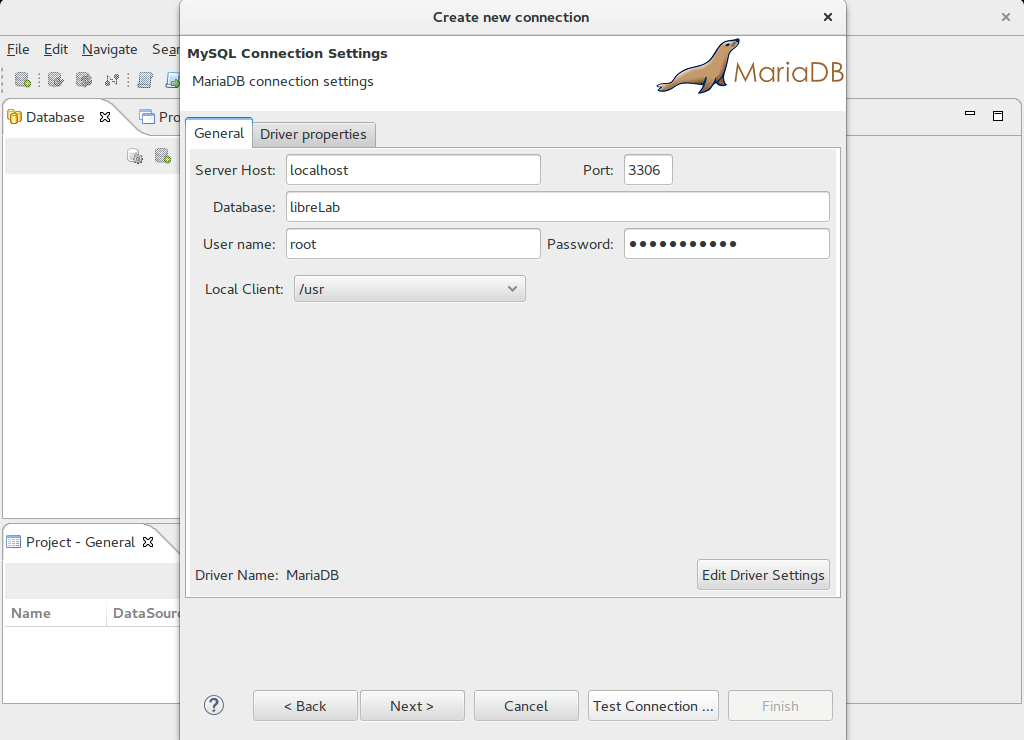 Create new connection
File Edit Navigate Sear
MySQL Connection Settings
MariaDB connection settings
MariaDB
Database
Pro
General
Driver properties
Server Host: localhost Port: 3306
Database: libreLab
User name: root Password: ●●●●●●●●●●●
Local Client: /usr
Project - General
Driver Name: MariaDB
Edit Driver Settings
Name DataSourc
< Back Next > Cancel Test Connection ... Finish